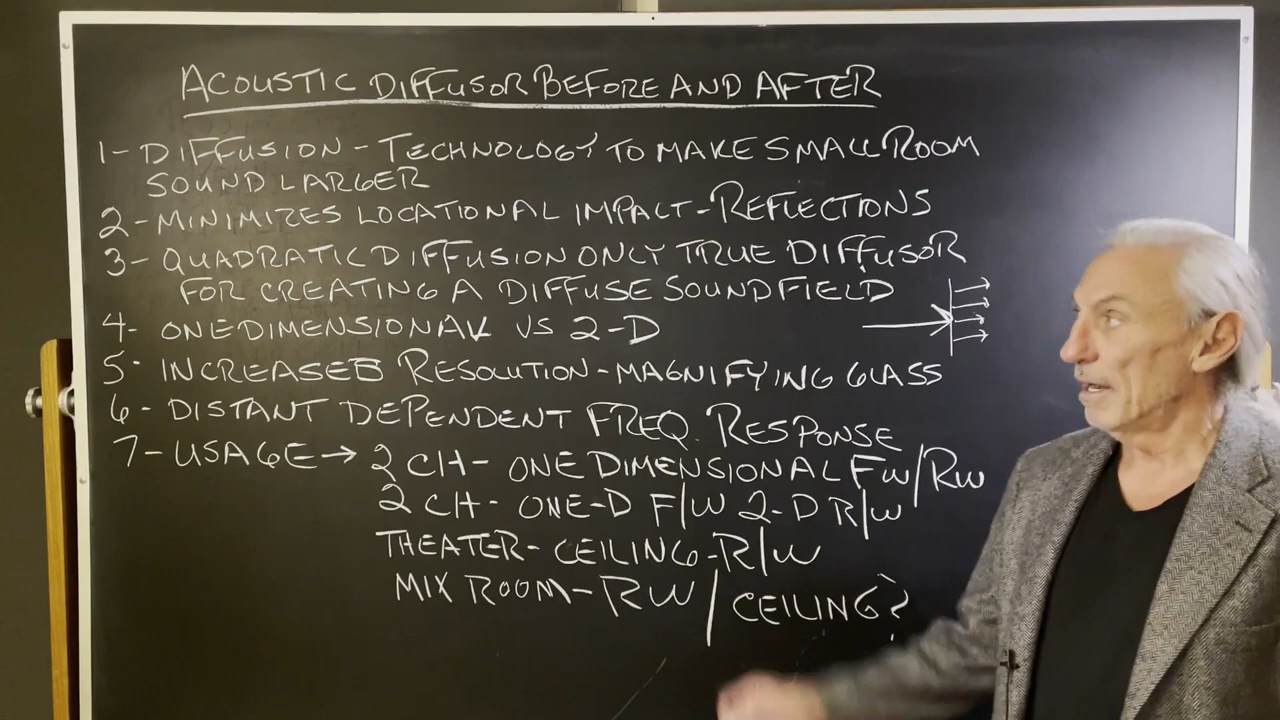 ACOUSTIC DIFFUSOR BEFORE AND AFTER
1- DIFFUSION - TECHNOLOGY TO MAKE SMALL ROOM
SOUND LARGER
2- MINIMIZES LOCATIONAL IMPACT - REFLECTIONS
3- QUADRATIC DIFFUSION ONLY TRUE DIFFUSOR
FOR CREATING A DIFFUSE SOUND FIELD
4- ONE DIMENSIONAL VS 2-D
5- INCREASES RESOLUTION - MAGNIFYING GLASS
6- DISTANT DEPENDENT FREQ. RESPONSE
7- USAGE → 2 CH- ONE DIMENSIONAL FW/RW
2 CH- ONE-D F/W 2-D R/W
THEATER- CEILING-R/W
MIX ROOM- RW / CEILING?